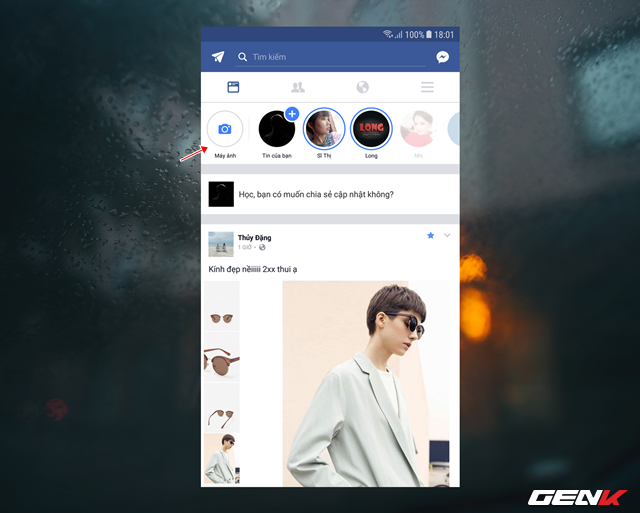 100% 18:01
Tìm kiếm
LONG
Máy ảnh
Tin của bạn
Sĩ Thị
Long
Học, bạn có muốn chia sẻ cập nhật không?
Thúy Đặng
1 GIỜ
Kính đẹp nèiiiii 2xx thui ạ
GENK